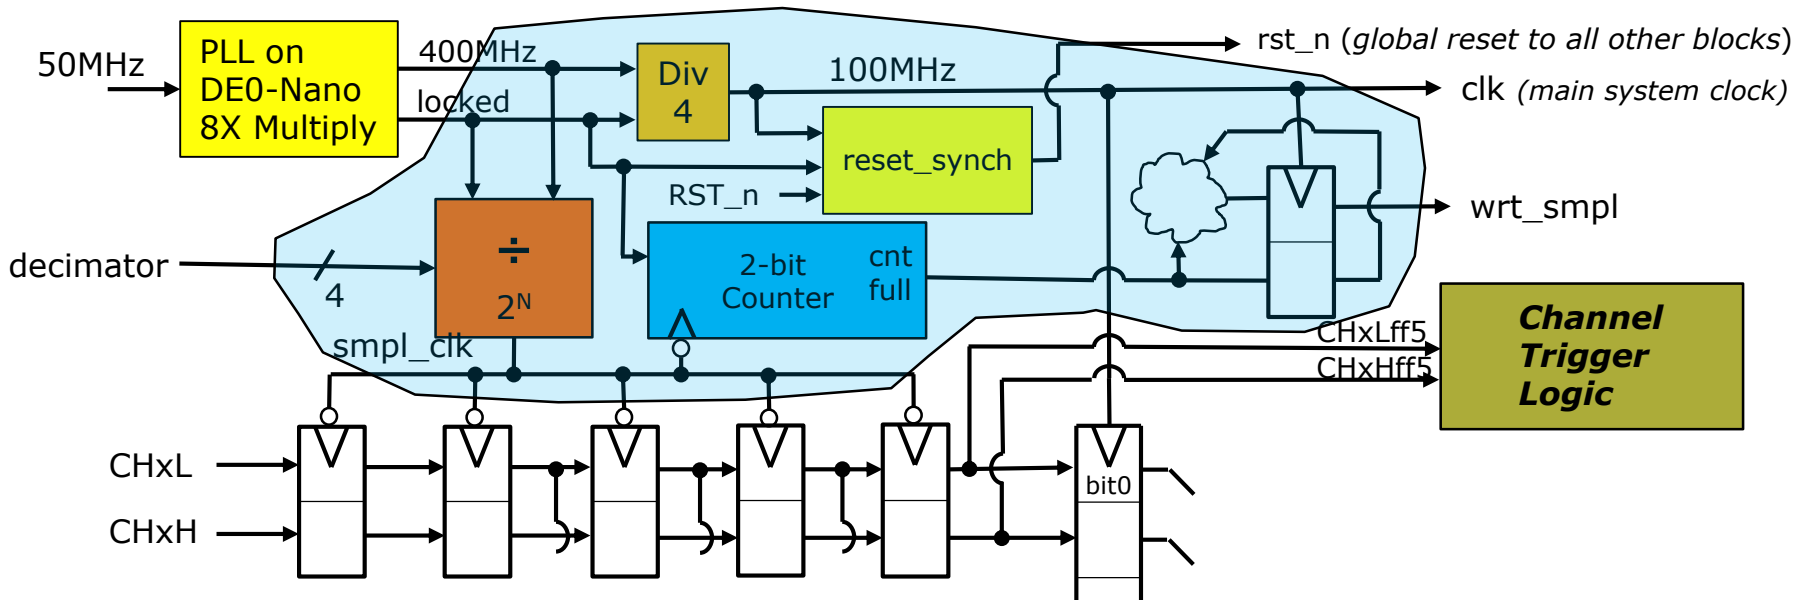 50MHz
PLL on
DE0-Nano
8X Multiply
400MHz
locked
Div
4
100MHz
rst_n (global reset to all other blocks)
clk (main system clock)
reset_synch
RST_n
wrt_smpl
decimator
4
÷
2N
2-bit
Counter
cnt
full
smpl_clk
CHxLff5
CHxHff5
Channel
Trigger
Logic
CHxL
CHxH
bit0